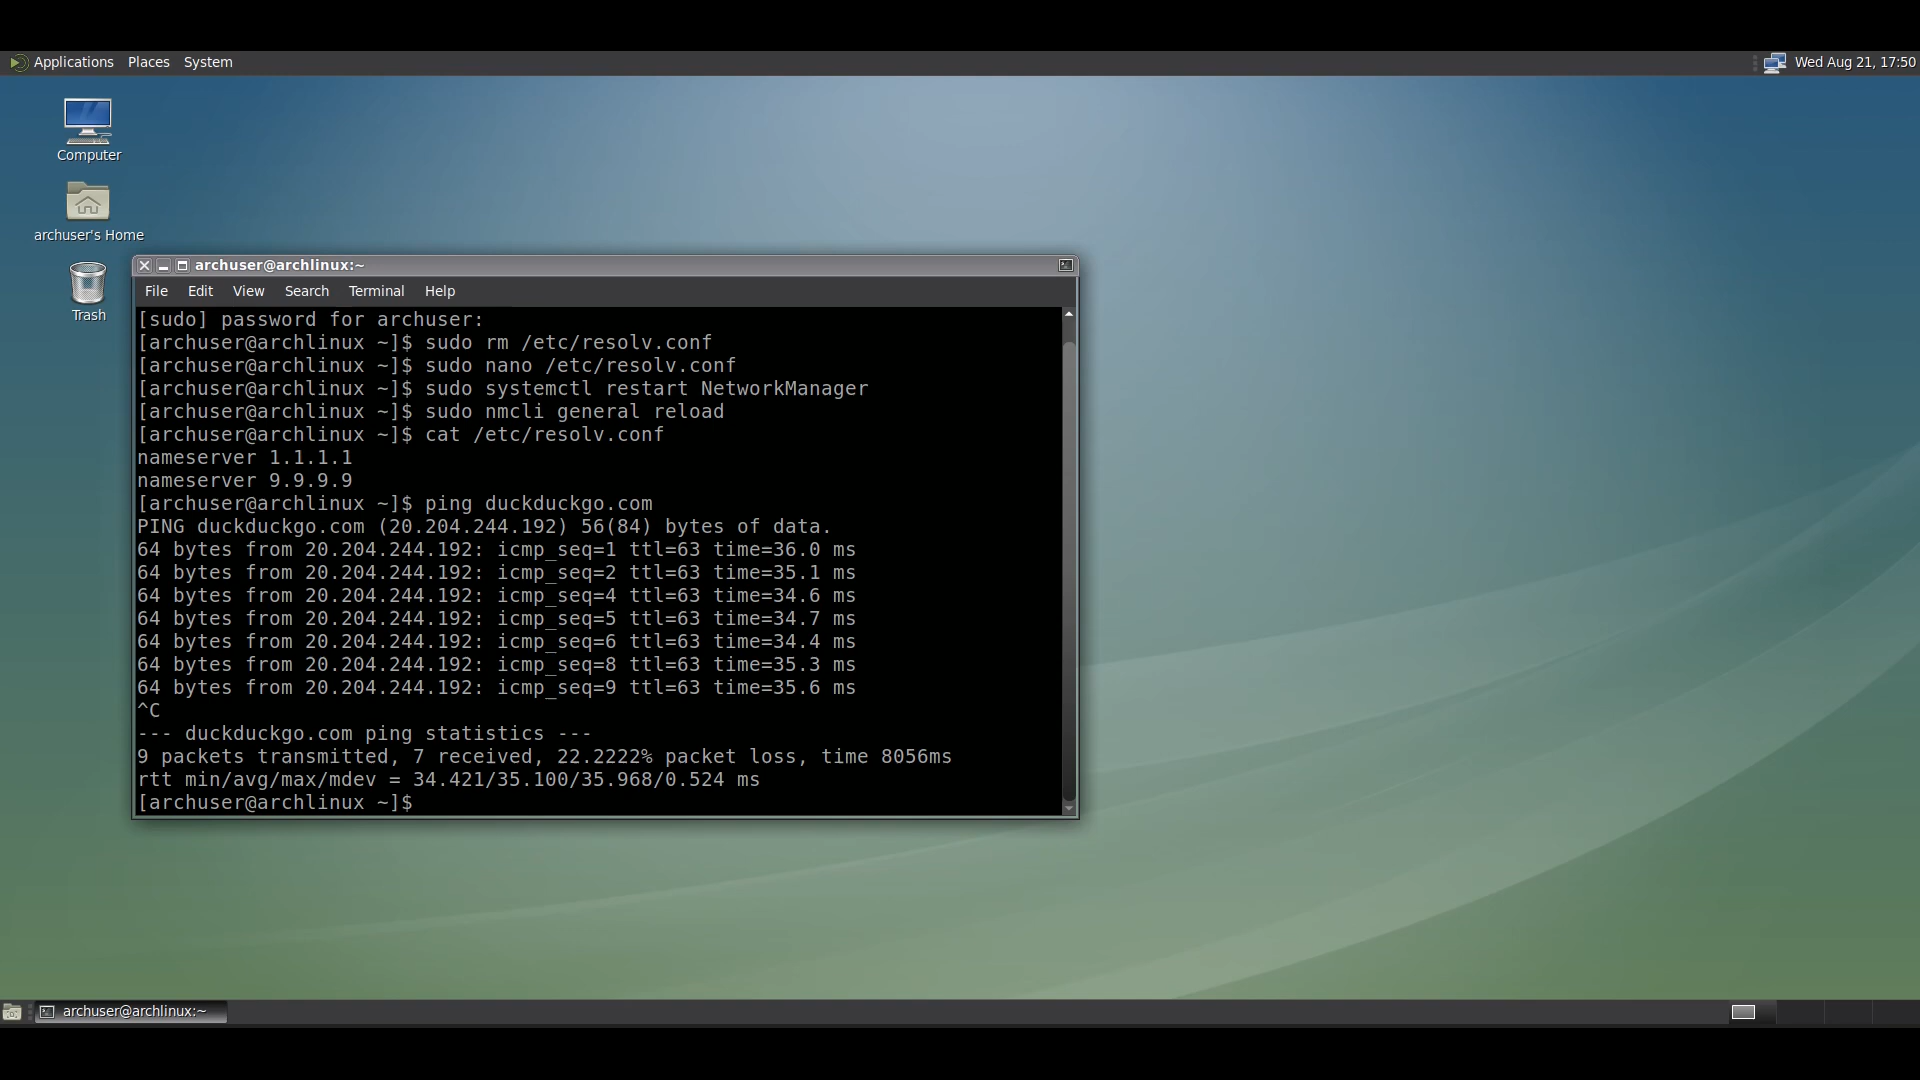 Applications Places System
Wed Aug 21, 17:50
Computer
archuser's Home
Trash
archuser@archlinux:~
File Edit View Search Terminal Help
[sudo] password for archuser:
[archuser@archlinux ~]$ sudo rm /etc/resolv.conf
[archuser@archlinux ~]$ sudo nano /etc/resolv.conf
[archuser@archlinux ~]$ sudo systemctl restart NetworkManager
[archuser@archlinux ~]$ sudo nmcli general reload
[archuser@archlinux ~]$ cat /etc/resolv.conf
nameserver 1.1.1.1
nameserver 9.9.9.9
[archuser@archlinux ~]$ ping duckduckgo.com
PING duckduckgo.com (20.204.244.192) 56(84) bytes of data.
64 bytes from 20.204.244.192: icmp_seq=1 ttl=63 time=36.0 ms
64 bytes from 20.204.244.192: icmp_seq=2 ttl=63 time=35.1 ms
64 bytes from 20.204.244.192: icmp_seq=4 ttl=63 time=34.6 ms
64 bytes from 20.204.244.192: icmp_seq=5 ttl=63 time=34.7 ms
64 bytes from 20.204.244.192: icmp_seq=6 ttl=63 time=34.4 ms
64 bytes from 20.204.244.192: icmp_seq=8 ttl=63 time=35.3 ms
64 bytes from 20.204.244.192: icmp_seq=9 ttl=63 time=35.6 ms
^C
--- duckduckgo.com ping statistics ---
9 packets transmitted, 7 received, 22.2222% packet loss, time 8056ms
rtt min/avg/max/mdev = 34.421/35.100/35.968/0.524 ms
[archuser@archlinux ~]$
archuser@archlinux:~